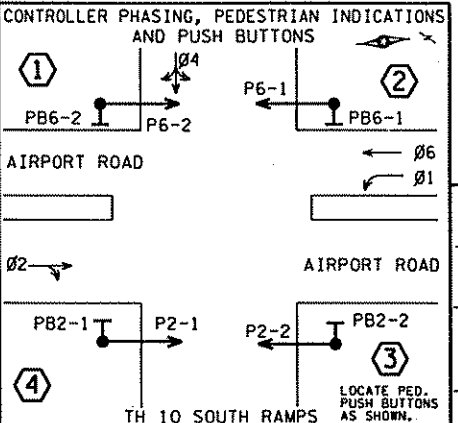 CONTROLLER PHASING, PEDESTRIAN INDICATIONS
AND PUSH BUTTONS
1
Ø4
2
P6-1
PB6-2
P6-2
PB6-1
AIRPORT ROAD
Ø6
Ø1
Ø2
AIRPORT ROAD
PB2-1
P2-1
P2-2
PB2-2
3
4
LOCATE PED.
PUSH BUTTONS
AS SHOWN.
TH 10 SOUTH RAMPS